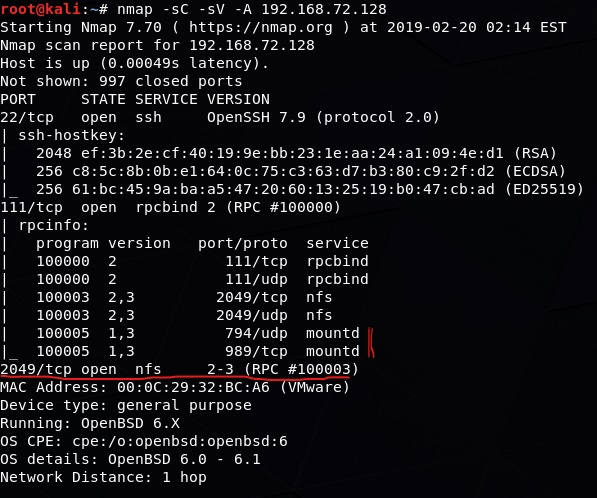 root@kali:~# nmap -sC -sV -A 192.168.72.128
Starting Nmap 7.70 ( https://nmap.org ) at 2019-02-20 02:14 EST
Nmap scan report for 192.168.72.128
Host is up (0.00049s latency).
Not shown: 997 closed ports
PORT     STATE SERVICE VERSION
22/tcp   open  ssh     OpenSSH 7.9 (protocol 2.0)
| ssh-hostkey:
|   2048 ef:3b:2e:cf:40:19:9e:bb:23:1e:aa:24:a1:09:4e:d1 (RSA)
|   256 c8:5c:8b:0b:e1:64:0c:75:c3:63:d7:b3:80:c9:2f:d2 (ECDSA)
|_  256 61:bc:45:9a:ba:a5:47:20:60:13:25:19:b0:47:cb:ad (ED25519)
111/tcp  open  rpcbind 2 (RPC #100000)
| rpcinfo:
|   program version   port/proto  service
|   100000  2            111/tcp  rpcbind
|   100000  2            111/udp  rpcbind
|   100003  2,3         2049/tcp  nfs
|   100003  2,3         2049/udp  nfs
|   100005  1,3          794/udp  mountd
|_  100005  1,3          989/tcp  mountd
2049/tcp open  nfs     2-3 (RPC #100003)
MAC Address: 00:0C:29:32:BC:A6 (VMware)
Device type: general purpose
Running: OpenBSD 6.X
OS CPE: cpe:/o:openbsd:openbsd:6
OS details: OpenBSD 6.0 - 6.1
Network Distance: 1 hop